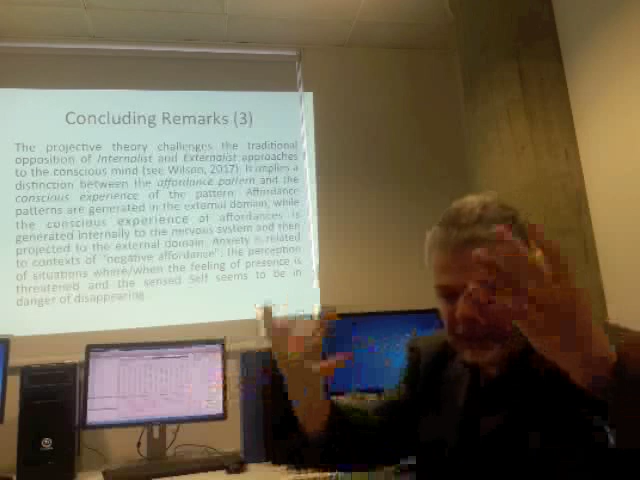 Concluding Remarks (3)
The projective theory challenges the traditional
opposition of Internalist and Externalist approaches
to the conscious mind (see Wilson, 2017). Is implies a
distinction between the affordance pattern and the
conscious experience of the pattern. Affordance
patterns are generated in the external domain, while
the conscious experience of affordances is
generated internally to the nervous system and then
projected to the external domain. Anxiety is related
to contexts of "negative affordance": the perception
of situations where/when the feeling of presence is
threatened and the sensed Self seems to be in
danger of disappearing